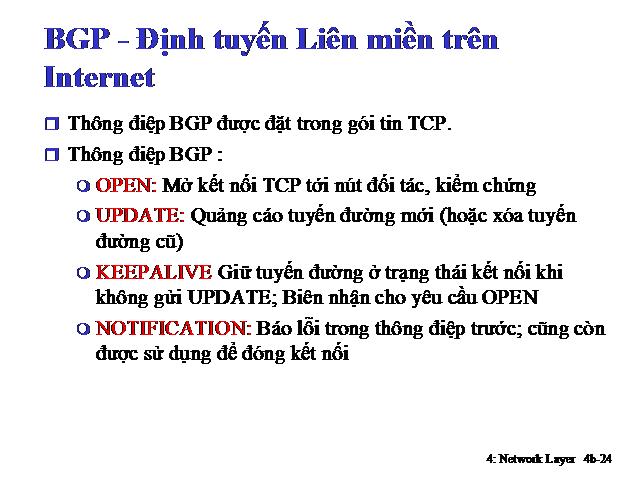 BGP - Định tuyến Liên miền trên
Internet
Thông điệp BGP được đặt trong gói tin TCP.
Thông điệp BGP :
OPEN: Mở kết nối TCP tới nút đối tác, kiểm chứng
UPDATE: Quảng cáo tuyến đường mới (hoặc xóa tuyến
đường cũ)
KEEPALIVE Giữ tuyến đường ở trạng thái kết nối khi
không gửi UPDATE; Biên nhận cho yêu cầu OPEN
NOTIFICATION: Báo lỗi trong thông điệp trước; cũng còn
được sử dụng để đóng kết nối
4: Network Layer 4b-24